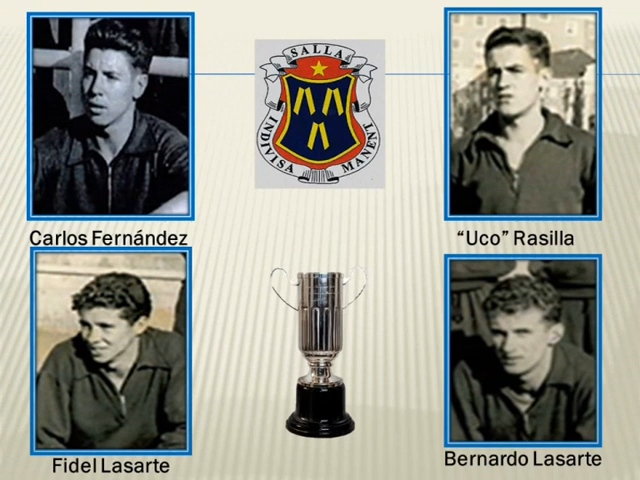 SALLA
INDIVISA MANENT
Carlos Fernández
“Uco” Rasilla
Fidel Lasarte
Bernardo Lasarte